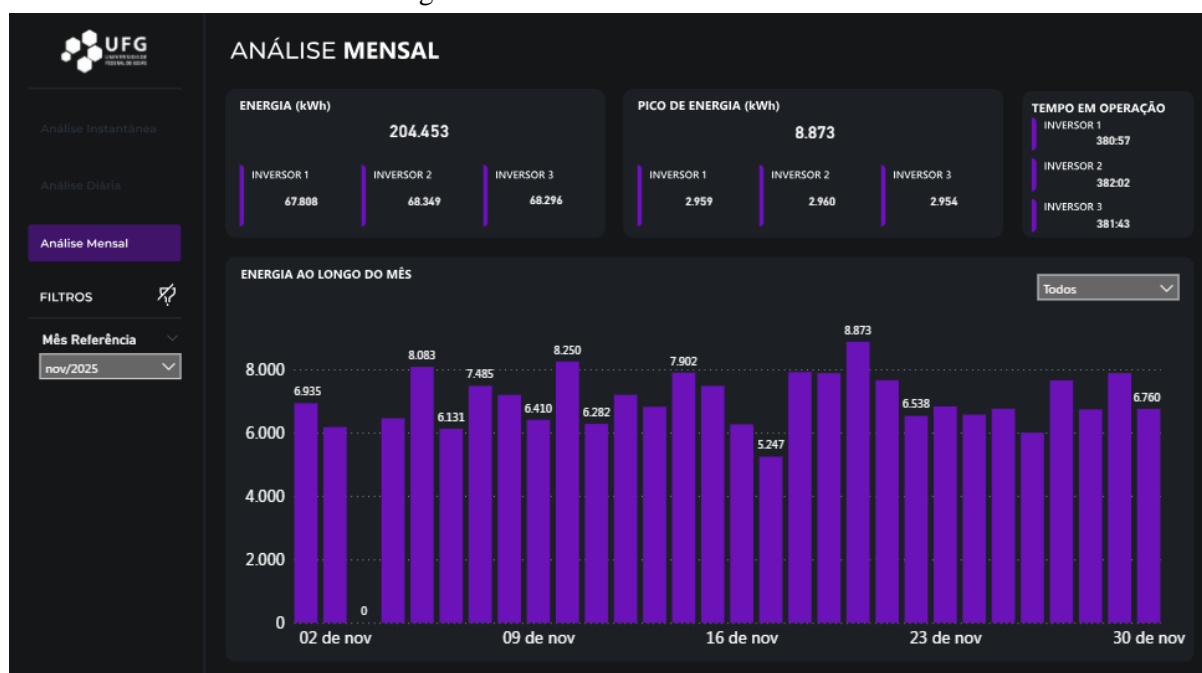 UFG
UNIVERSIDADE
FEDERAL DE GOIÁS
ANÁLISE MENSAL
Análise Instantânea
Análise Diária
Análise Mensal
FILTROS
Mês Referência
nov/2025
ENERGIA (kWh)
204.453
INVERSOR 1
67.808
INVERSOR 2
68.349
INVERSOR 3
68.296
PICO DE ENERGIA (kWh)
8.873
INVERSOR 1
2.959
INVERSOR 2
2.960
INVERSOR 3
2.954
TEMPO EM OPERAÇÃO
INVERSOR 1
380:57
INVERSOR 2
382:02
INVERSOR 3
381:43
ENERGIA AO LONGO DO MÊS
Todos
8.000
6.000
4.000
2.000
0
6.935
0
8.083
6.131
7.485
6.410
8.250
6.282
7.902
5.247
8.873
6.538
6.760
02 de nov
09 de nov
16 de nov
23 de nov
30 de nov